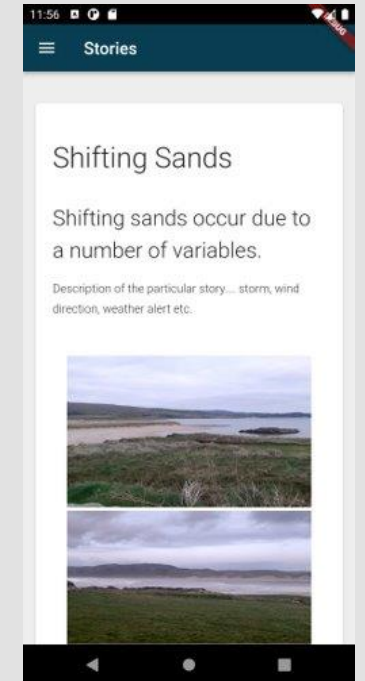 11:56
DEBUG
Stories
Shifting Sands
Shifting sands occur due to
a number of variables.
Description of the particular story.... storm, wind
direction, weather alert etc.